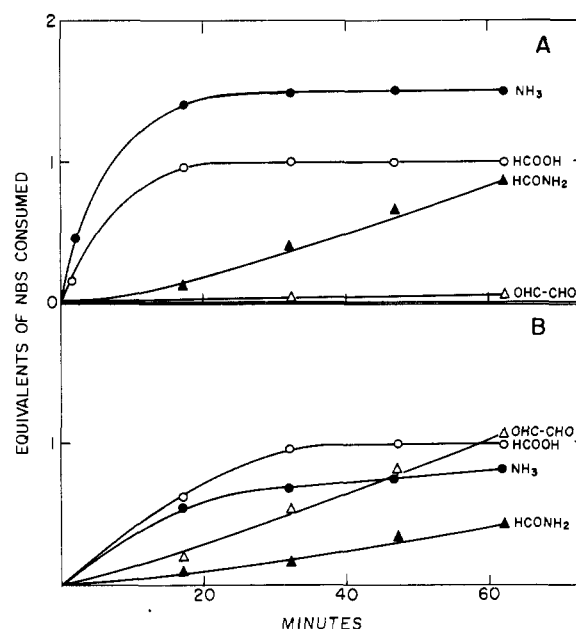 2
A
NH₃
1
HCOOH
HCONH₂
OHC-CHO
0
B
OHC-CHO
1
HCOOH
NH₃
HCONH₂
20
40
60
MINUTES
EQUIVALENTS OF NBS CONSUMED